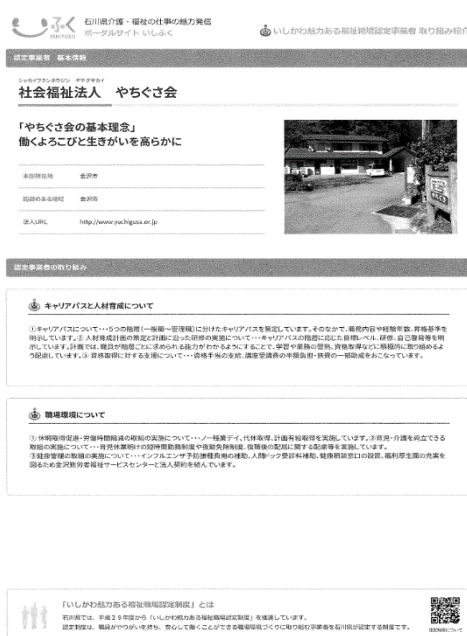 いしふく
ISHIFUKU
石川県介護・福祉の仕事の魅力発信
ポータルサイト いしふく
いしかわ魅力ある福祉職場認定事業者 取り組み紹介
認定事業者 基本情報
シャカイフクシホウジン ヤチグサカイ
社会福祉法人 やちぐさ会
「やちぐさ会の基本理念」
働くよろこびと生きがいを高らかに
本部所在地 金沢市
施設のある地域 金沢市
法人URL http://www.yachigusa.or.jp
認定事業者の取り組み
キャリアパスと人材育成について
①キャリアパスについて・・・5つの階層(一般職~管理職)に分けたキャリアパスを策定しています。そのなかで、職務内容や経験年数、昇格基準を
明示しています。② 人材育成計画の策定と計画に沿った研修の実施について・・・キャリアパスの階層に応じた目標レベル、研修、自己啓発等を明
示しています。計画では、職員が階層ごとに求められる能力がわかるようにすることで、学習や業務の習熟、資格取得などに積極的に取り組めるよ
う配慮しています。③ 資格取得に対する支援について・・・資格手当の支給、講座受講費の半額負担・旅費の一部助成をおこなっています。
職場環境について
① 休暇取得促進・労働時間縮減の取組の実施について・・・ノー残業デイ、代休取得、計画有給取得を実施しています。②育児・介護を両立できる
取組の実施について・・・育児休業明けの短時間勤務制度や夜勤免除制度、復職後の配属に関する配慮等を実施しています。
③健康管理の取組の実施について・・・インフルエンザ予防接種費用の補助、人間ドック受診料補助、健康相談窓口の設置、福利厚生面の充実を
図るため金沢勤労者福祉サービスセンターと法人契約を結んでいます。
「いしかわ魅力ある福祉職場認定制度」とは
石川県では、平成29年度から「いしかわ魅力ある福祉職場認定制度」を推進しています。
認定制度は、職員がやりがいを持ち、安心して働くことができる職場環境づくりに取り組む事業者を石川県が認定する制度です。
認定制度について